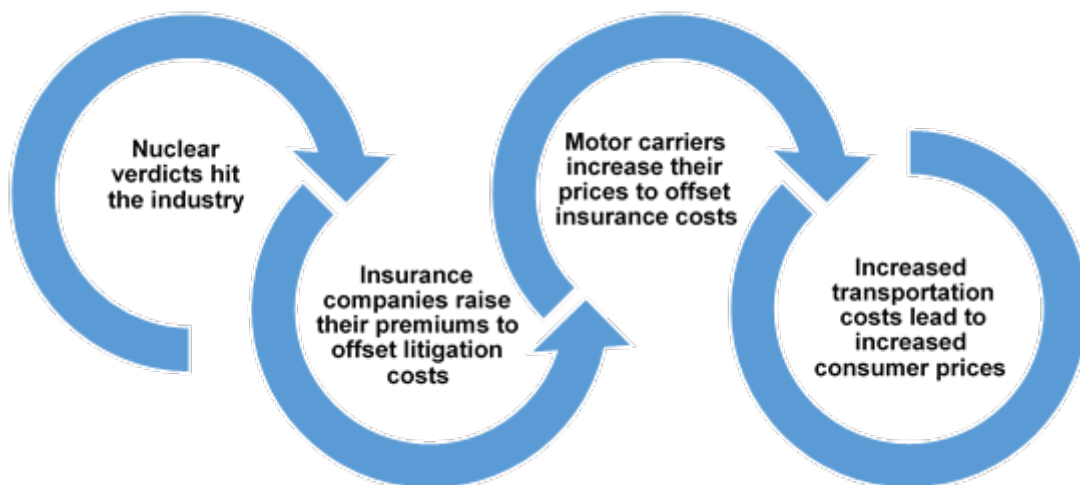 Nuclear
verdicts hit
the industry
Insurance
companies raise
their premiums to
offset litigation
costs
Motor carriers
increase their
prices to offset
insurance costs
Increased
transportation
costs lead to
increased
consumer prices